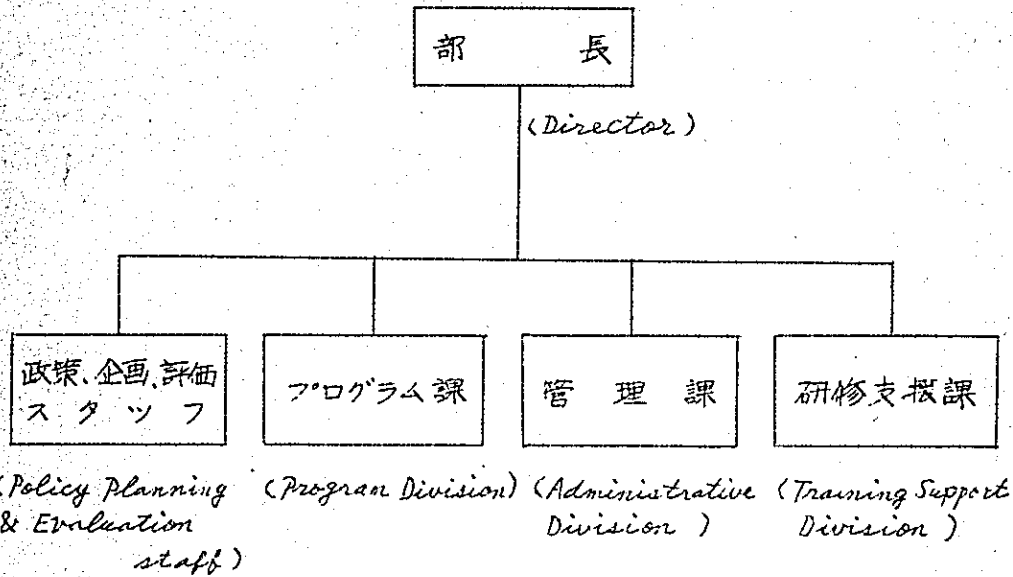 部 長
(Director)
政策、企画、評価
スタッフ
プログラム課
管 理 課
研修支援課
(Policy Planning
& Evaluation
staff)
(Program Division)
(Administrative
Division )
(Training Support
Division )